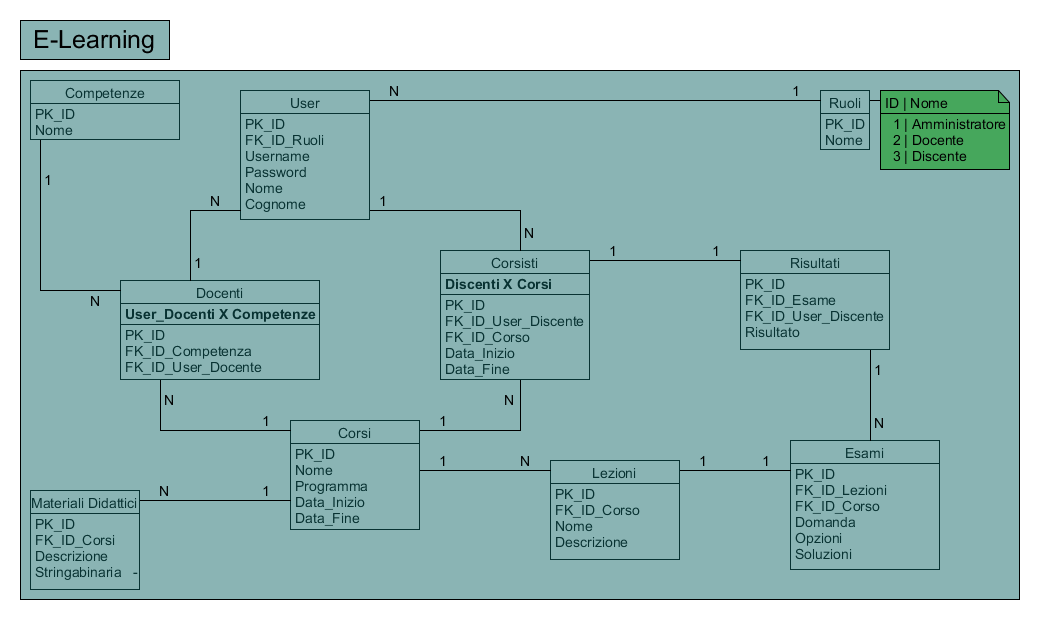 E-Learning
Competenze
PK_ID
Nome
User
PK_ID
FK_ID_Ruoli
Username
Password
Nome
Cognome
N
1
Ruoli
PK_ID
Nome
ID | Nome
1 | Amministratore
2 | Docente
3 | Discente
1
N
N
1
1
N
Docenti
User_Docenti X Competenze
PK_ID
FK_ID_Competenza
FK_ID_User_Docente
Corsisti
Discenti X Corsi
PK_ID
FK_ID_User_Discente
FK_ID_Corso
Data_Inizio
Data_Fine
1
1
Risultati
PK_ID
FK_ID_Esame
FK_ID_User_Discente
Risultato
N
1
1
N
1
N
Corsi
PK_ID
Nome
Programma
Data_Inizio
Data_Fine
1
N
Lezioni
PK_ID
FK_ID_Corso
Nome
Descrizione
1
1
Esami
PK_ID
FK_ID_Lezioni
FK_ID_Corso
Domanda
Opzioni
Soluzioni
N
1
Materiali Didattici
PK_ID
FK_ID_Corsi
Descrizione
Stringabinaria -